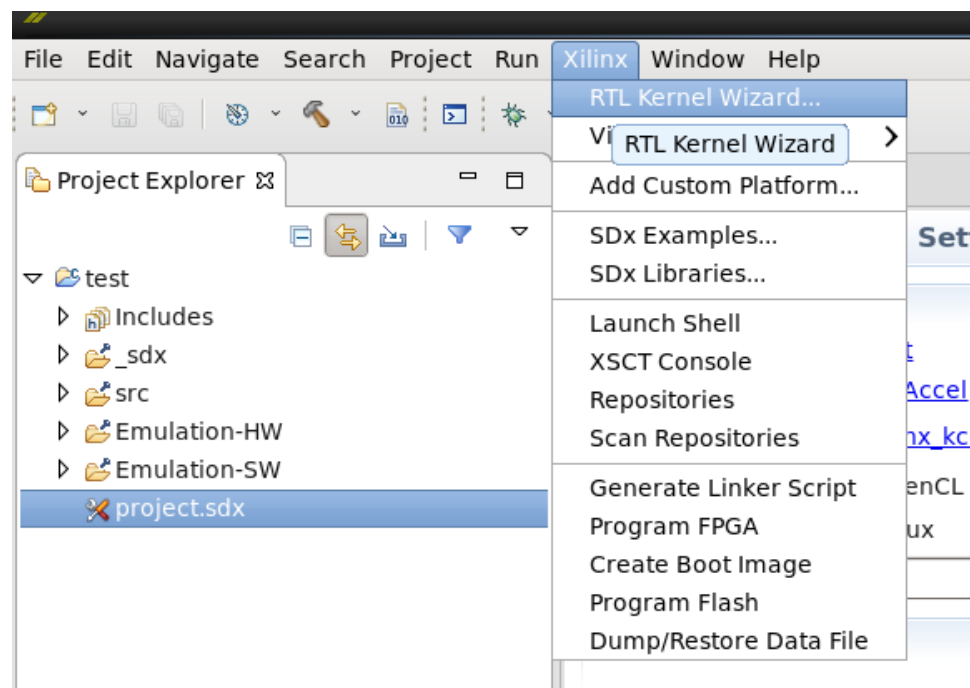 File Edit Navigate Search Project Run Xilinx Window Help
RTL Kernel Wizard...
RTL Kernel Wizard
Add Custom Platform...
SDx Examples...
SDx Libraries...
Launch Shell
XSCT Console
Repositories
Scan Repositories
Generate Linker Script
Program FPGA
Create Boot Image
Program Flash
Dump/Restore Data File
010
Project Explorer
test
Includes
_sdx
src
Emulation-HW
Emulation-SW
project.sdx
Set
Accel
nx_kc
enCL
ux